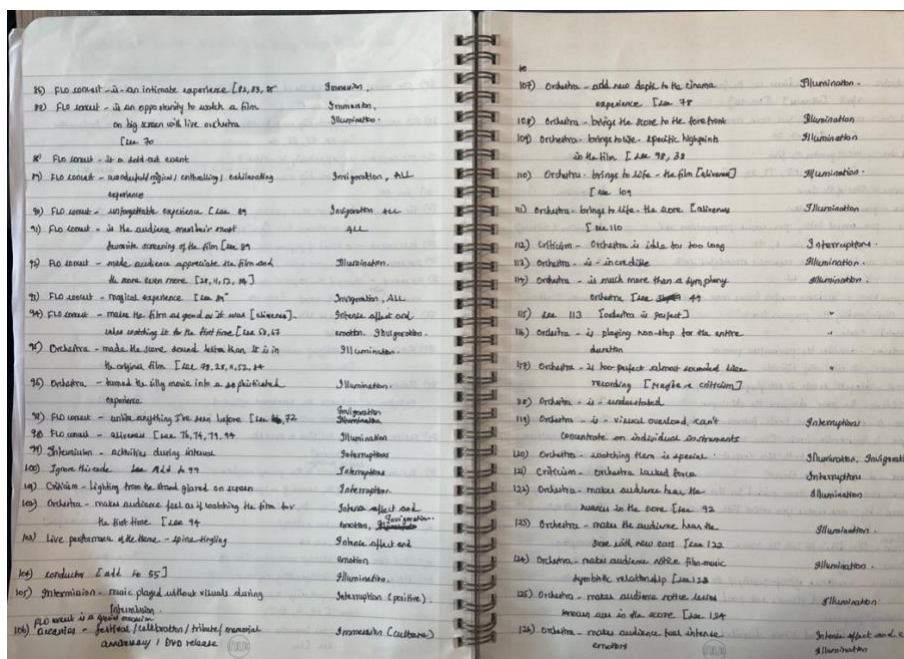 86) FLO concert - is - an intimate experience [82, 83, 85 Immersion,
87) FLO concert - is an opportunity to watch a film Immersion,
on big screen with live orchestra Illumination.
[see 70
88) FLO concert - is a sold out event
89) FLO concert - wonderful/magical / enthralling / exhilarating Invigoration, ALL
experience
90) FLO concert - unforgettable experience [see 89 Invigoration ALL
91) FLO concert - is the audience member's most ALL
favorite screening of the film [see 89
92) FLO concert - made audience appreciate the film and Illumination.
the score even more
93) FLO concert - magical experience [see 89 Invigoration, ALL
94) FLO concert - makes the film as good as it was [aliveness] - Intense affect and
when watching it for the first time [see 58, 67 emotion, Invigoration.
95) Orchestra - made the score sound better than it is in Illumination
the original film
96) Orchestra - turned the silly movie into a sophisticated Illumination.
experience.
97) FLO concert - unlike anything I've seen before [see 72 Invigoration
98) FLO concert - aliveness [see 76, 74, 79, 94 Illumination
99) Intermission - activities during interval Interruptions
100) Ignore this code see Add to 99 Interruptions
101) Criticism - Lighting from the stand glared on screen Interruption.
Orchestra - makes audience feel as if watching the film for Intense affect and
the first time [see 94 emotion, Invigoration.
103) Live performance of the theme - spine-tingling Intense affect and
emotion
104) conductor [add to 55] Illumination.
105) Intermission - music played without visuals during Interruption (positive).
Intermission.
FLO concert is a grand occasion
106) Occasion - festival / celebration / tribute / memorial Immersion (culture)
anniversary / DVD release
107) Orchestra - add new depth to the cinema Illumination.
experience [see 78
108) Orchestra - brings the score to the forefront Illumination
109) Orchestra - brings to life - specific highpoints Illumination
in the film [see 98, 38
110) Orchestra - brings to life - the film [aliveness] Illumination.
[see 109
111) Orchestra - brings to life - the score [aliveness Illumination
[see 110
112) Criticism - Orchestra is idle for too long Interruptions.
113) Orchestra - is - incredible Illumination
114) Orchestra - is much more than a symphony Illumination.
orchestra [see 49
115) see 113 [orchestra is perfect] "
116) Orchestra - is playing non-stop for the entire "
duration
117) Orchestra - is too perfect almost sounded like "
recording [maybe a criticism]
118) Orchestra - is - understated
119) Orchestra - is - visual overload, can't Interruptions.
concentrate on individual instruments
120) Orchestra - watching them is special. Illumination, Invigoration
121) Criticism - orchestra lacked force Interruptions
122) Orchestra - makes audience hear the Illumination
nuances in the score [see 92
123) Orchestra - makes the audience hear the Illumination.
score with new ears [see 122
124) Orchestra - makes audience notice film-music Illumination.
symbiotic relationship [see 123
125) Orchestra - makes audience notice lesser Illumination.
known cues in the score [see 124
126) Orchestra - makes audience feel intense Intense affect and
emotions Illumination